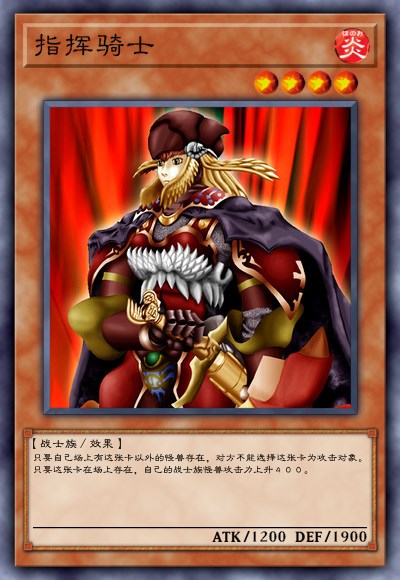 指挥骑士
ほのお
炎
【战士族／效果】
只要自己场上有这张卡以外的怪兽存在，对方不能选择这张卡为攻击对象。
只要这张卡在场上存在，自己的战士族怪兽攻击力上升４００。
ATK/1200 DEF/1900